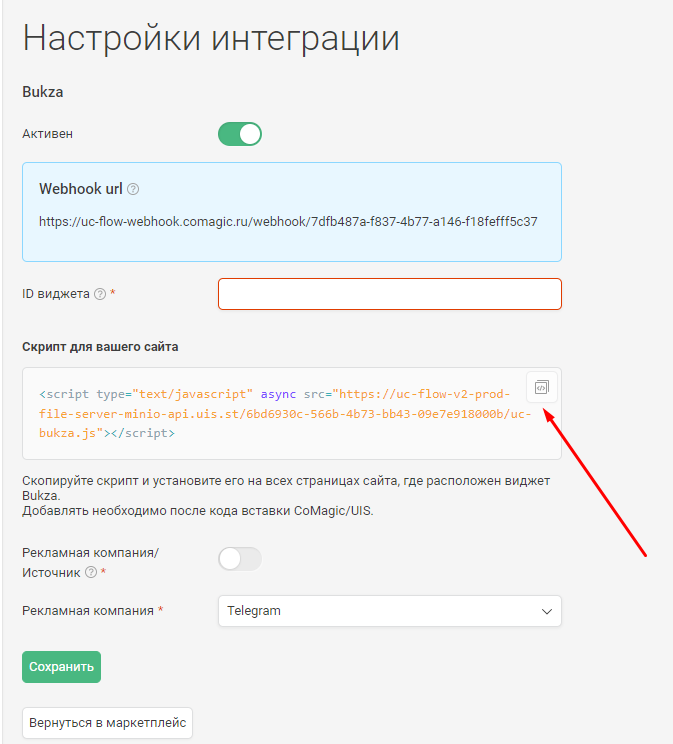 Настройки интеграции
Bukza
Активен
Webhook url ?
https://uc-flow-webhook.comagic.ru/webhook/7dfb487a-f837-4b77-a146-f18fefff5c37
ID виджета ? *
Скрипт для вашего сайта
<script type="text/javascript" async src="https://uc-flow-v2-prod-
file-server-minio-api.uis.st/6bd6930c-566b-4b73-bb43-09e7e918000b/uc-
bukza.js"></script>
Скопируйте скрипт и установите его на всех страницах сайта, где расположен виджет
Bukza.
Добавлять необходимо после кода вставки CoMagic/UIS.
Рекламная компания/
Источник ? *
Рекламная компания * Telegram
Сохранить
Вернуться в маркетплейс